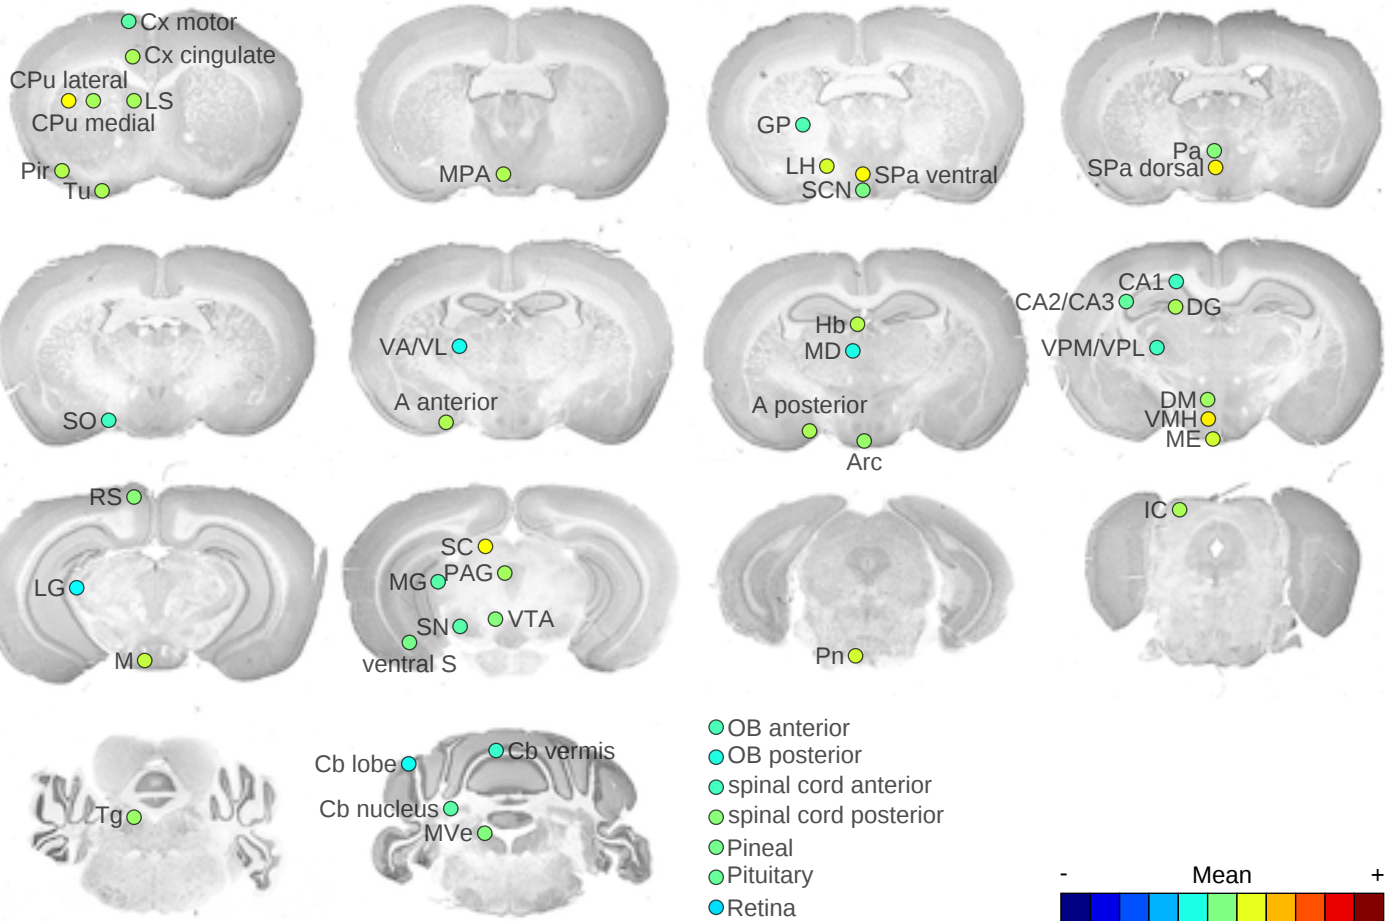 Cx motor
Cx cingulate
CPu lateral
LS
CPu medial
Pir
Tu
MPA
GP
LH
SPa ventral
SCN
Pa
SPa dorsal
SO
VA/VL
A anterior
Hb
MD
A posterior
Arc
CA1
CA2/CA3
DG
VPM/VPL
DM
VMH
ME
RS
LG
M
SC
MG
PAG
SN
VTA
ventral S
Pn
IC
Tg
Cb lobe
Cb vermis
Cb nucleus
MVe
OB anterior
OB posterior
spinal cord anterior
spinal cord posterior
Pineal
Pituitary
Retina
- Mean +